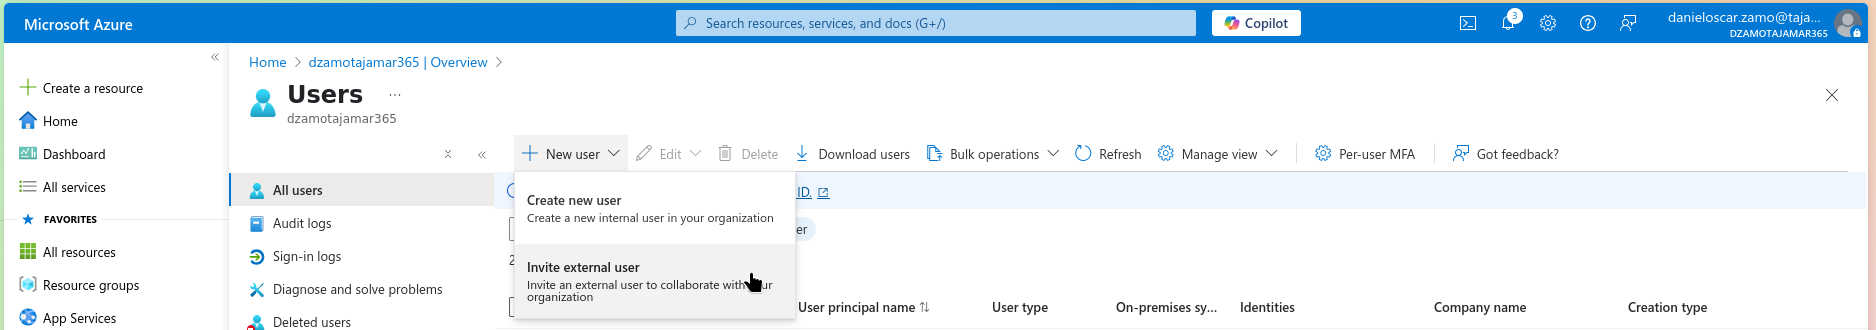 Microsoft Azure
Search resources, services, and docs (G+/)
Copilot
3
danieloscar.zamo@taja...
DZAMOTAJAMAR365
«
Create a resource
Home
Dashboard
All services
FAVORITES
All resources
Resource groups
App Services
Home > dzamotajamar365 | Overview >
Users ...
dzamotajamar365
«
All users
Audit logs
Sign-in logs
Diagnose and solve problems
Deleted users
New user
Edit
Delete
Download users
Bulk operations
Refresh
Manage view
Per-user MFA
Got feedback?
ID.
Create new user
Create a new internal user in your organization
er
2
Invite external user
Invite an external user to collaborate with
organization
User principal name
User type
On-premises sy...
Identities
Company name
Creation type